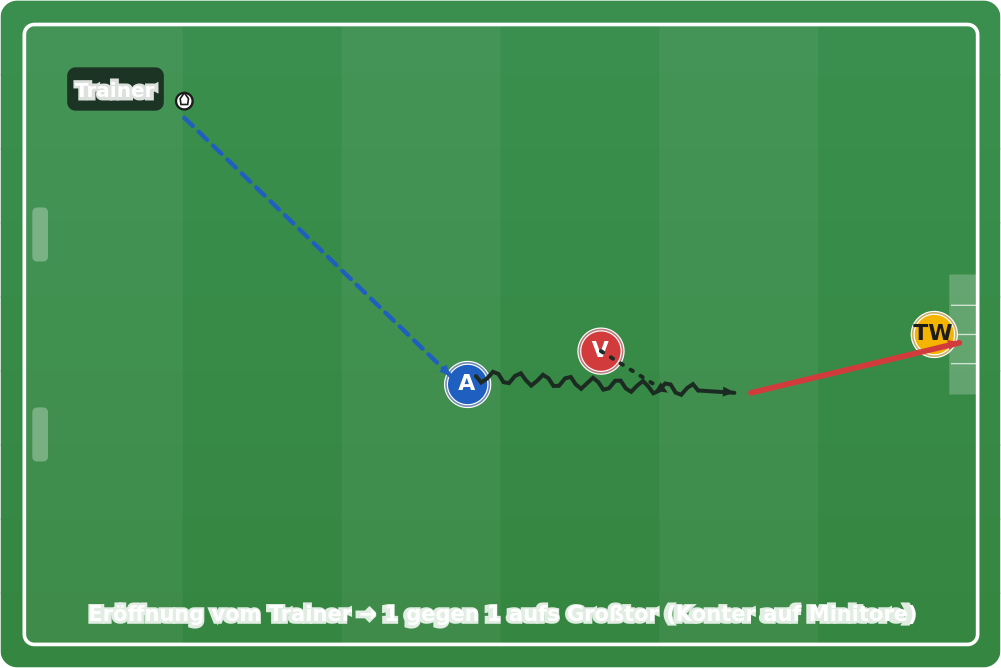 Trainer
V
TW
A
Eröffnung vom Trainer → 1 gegen 1 aufs Großtor (Konter auf Minitore)